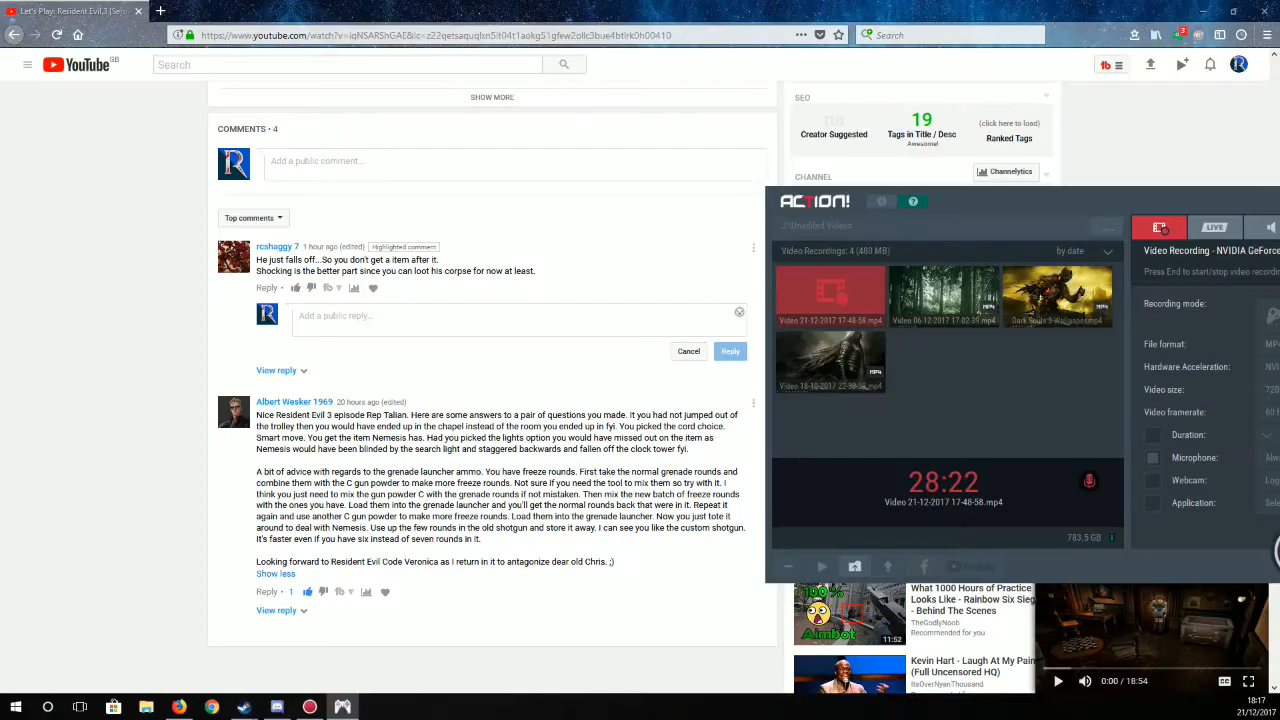 Let's Play: Resident Evil 3 [Se
https://www.youtube.com/watch?v=iqNSARShGAE&lc=z22qetsaquqlxn5it04t1aokg51gfew2ollc3bue4btirk0h00410
Search
YouTube GB
Search
SHOW MORE
COMMENTS • 4
Add a public comment...
Top comments
rcshaggy 7 1 hour ago (edited) Highlighted comment
He just falls off...So you don't get a item after it.
Shocking is the better part since you can loot his corpse for now at least.
Reply
Add a public reply...
Cancel Reply
View reply
Albert Wesker 1969 20 hours ago (edited)
Nice Resident Evil 3 episode Rep Talian. Here are some answers to a pair of questions you made. It you had not jumped out of
the trolley then you would have ended up in the chapel instead of the room you ended up in fyi. You picked the cord choice.
Smart move. You get the item Nemesis has. Had you picked the lights option you would have missed out on the item as
Nemesis would have been blinded by the search light and staggered backwards and fallen off the clock tower fyi.
A bit of advice with regards to the grenade launcher ammo. You have freeze rounds. First take the normal grenade rounds and
combine them with the C gun powder to make more freeze rounds. Not sure if you need the tool to mix them so try with it. I
think you just need to mix the gun powder C with the grenade rounds if not mistaken. Then mix the new batch of freeze rounds
with the ones you have. Load them into the grenade launcher and you'll get the normal rounds back that were in it. Repeat it
again and use another C gun powder to make more freeze rounds. Load them into the grenade launcher. Now you just tote it
around to deal with Nemesis. Use up the few rounds in the old shotgun and store it away. I can see you like the custom shotgun.
It's faster even if you have six instead of seven rounds in it.
Looking forward to Resident Evil Code Veronica as I return in it to antagonize dear old Chris. ;)
Show less
Reply • 1
View reply
SEO
na
Creator Suggested
19
Tags in Title / Desc
Awesome!
(click here to load)
Ranked Tags
CHANNEL
Channelytics
ACTION!
J:\Unedited Videos
Video Recordings: 4 (480 MB)
by date
Video 21-12-2017 17-48-58.mp4
Video 06-12-2017 17-02-39.mp4
MP4
Dark Souls 3-Wallpaper.mp4
MP4
Video 18-10-2017 22-30-59.mp4
MP4
28:22
Video 21-12-2017 17-48-58.mp4
783.5 GB
LIVE
Video Recording - NVIDIA GeForce
Press End to start/stop video recording
Recording mode:
File format: MP4
Hardware Acceleration: NVI
Video size: 720
Video framerate: 60 f
Duration:
Microphone: Alw
Webcam: Log
Application: Sele
100%
Aimbot
11:52
What 1000 Hours of Practice
Looks Like - Rainbow Six Sieg
- Behind The Scenes
TheGodlyNoob
Recommended for you
Kevin Hart - Laugh At My Pain
(Full Uncensored HQ)
ItsOverNyanThousand
0:00 / 18:54
18:17
21/12/2017